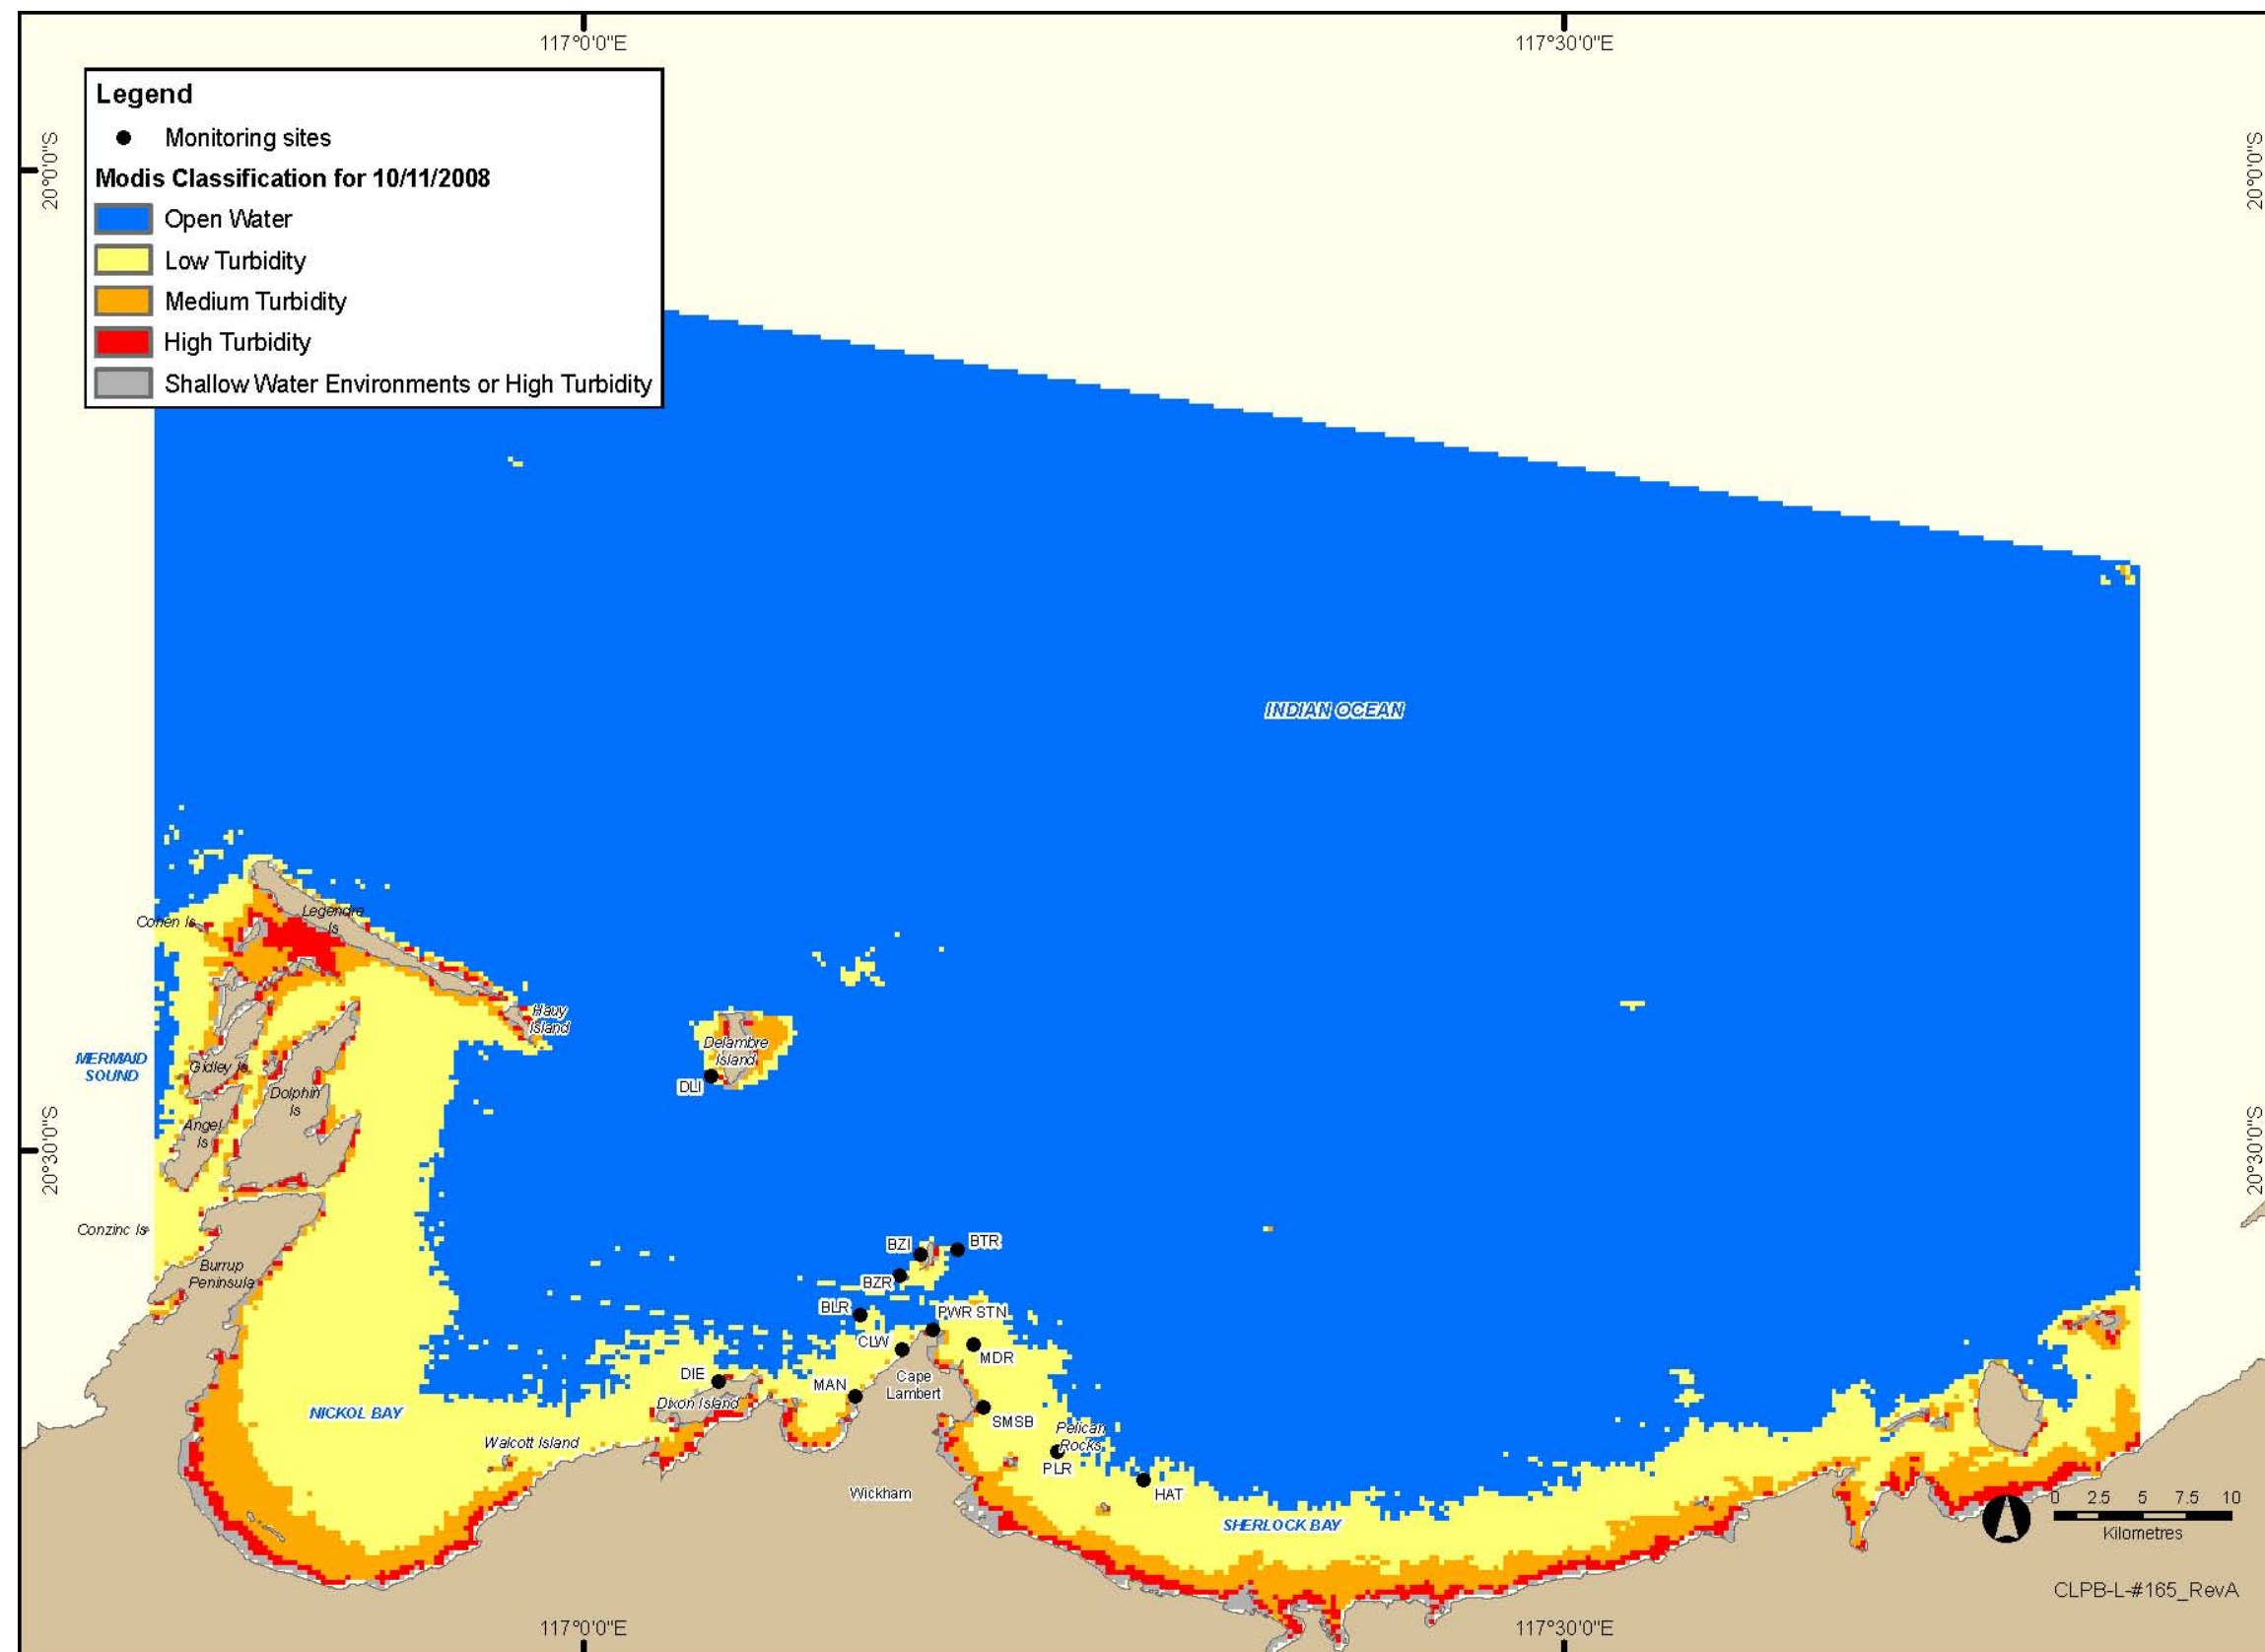 117°0'0"E
117°30'0"E
Legend
Monitoring sites
Modis Classification for 10/11/2008
Open Water
Low Turbidity
Medium Turbidity
High Turbidity
Shallow Water Environments or High Turbidity
20°0'0"S
20°0'0"S
INDIAN OCEAN
Cohen Is
Legendre
Is
Hauy
Island
MERMAID
SOUND
Gidley Is
Dolphin
Is
Angel
Is
Delambre
Island
DLI
20°30'0"S
20°30'0"S
Conzinc Is
Burrup
Peninsula
BZI
BTR
BZR
BLR
PWR STN
CLW
MDR
DIE
MAN
Cape
Lambert
Dixon Island
NICKOL BAY
SMSB
Walcott Island
Pelican
Rocks
PLR
HAT
Wickham
SHERLOCK BAY
0 2.5 5 7.5 10
Kilometres
CLPB-L-#165_RevA
117°0'0"E
117°30'0"E